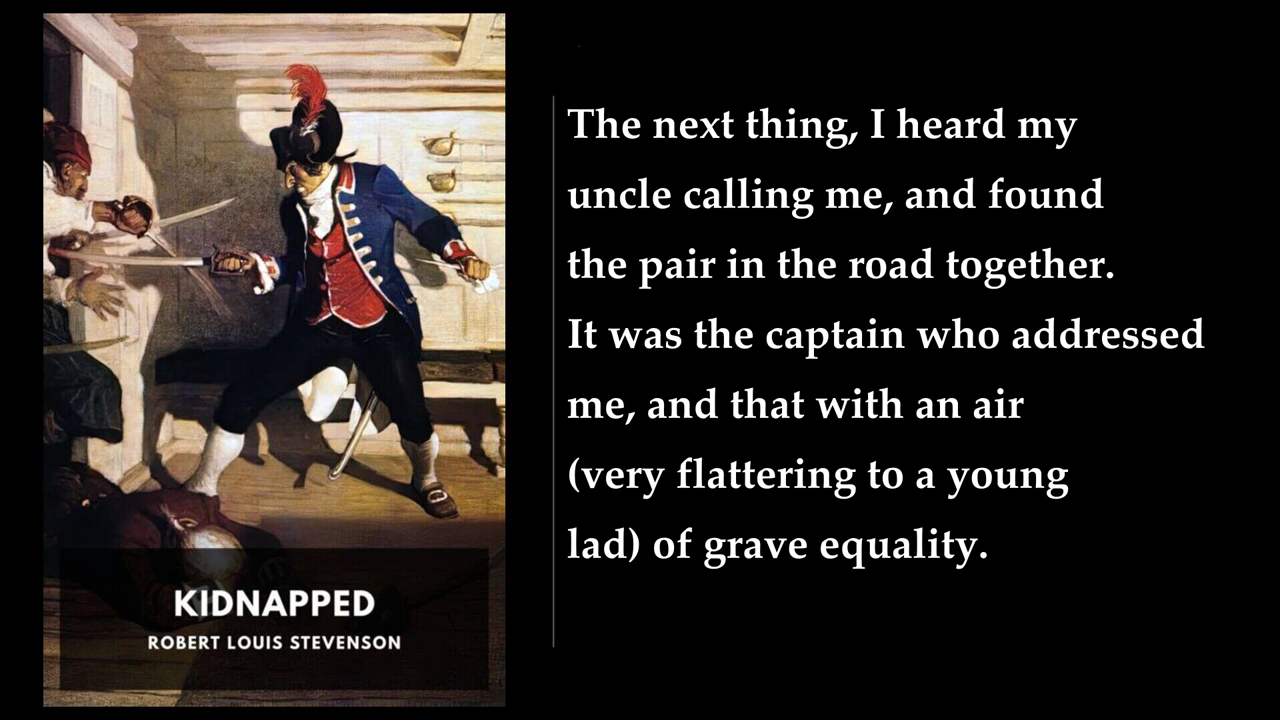 KIDNAPPED
ROBERT LOUIS STEVENSON
The next thing, I heard my
uncle calling me, and found
the pair in the road together.
It was the captain who addressed
me, and that with an air
(very flattering to a young
lad) of grave equality.